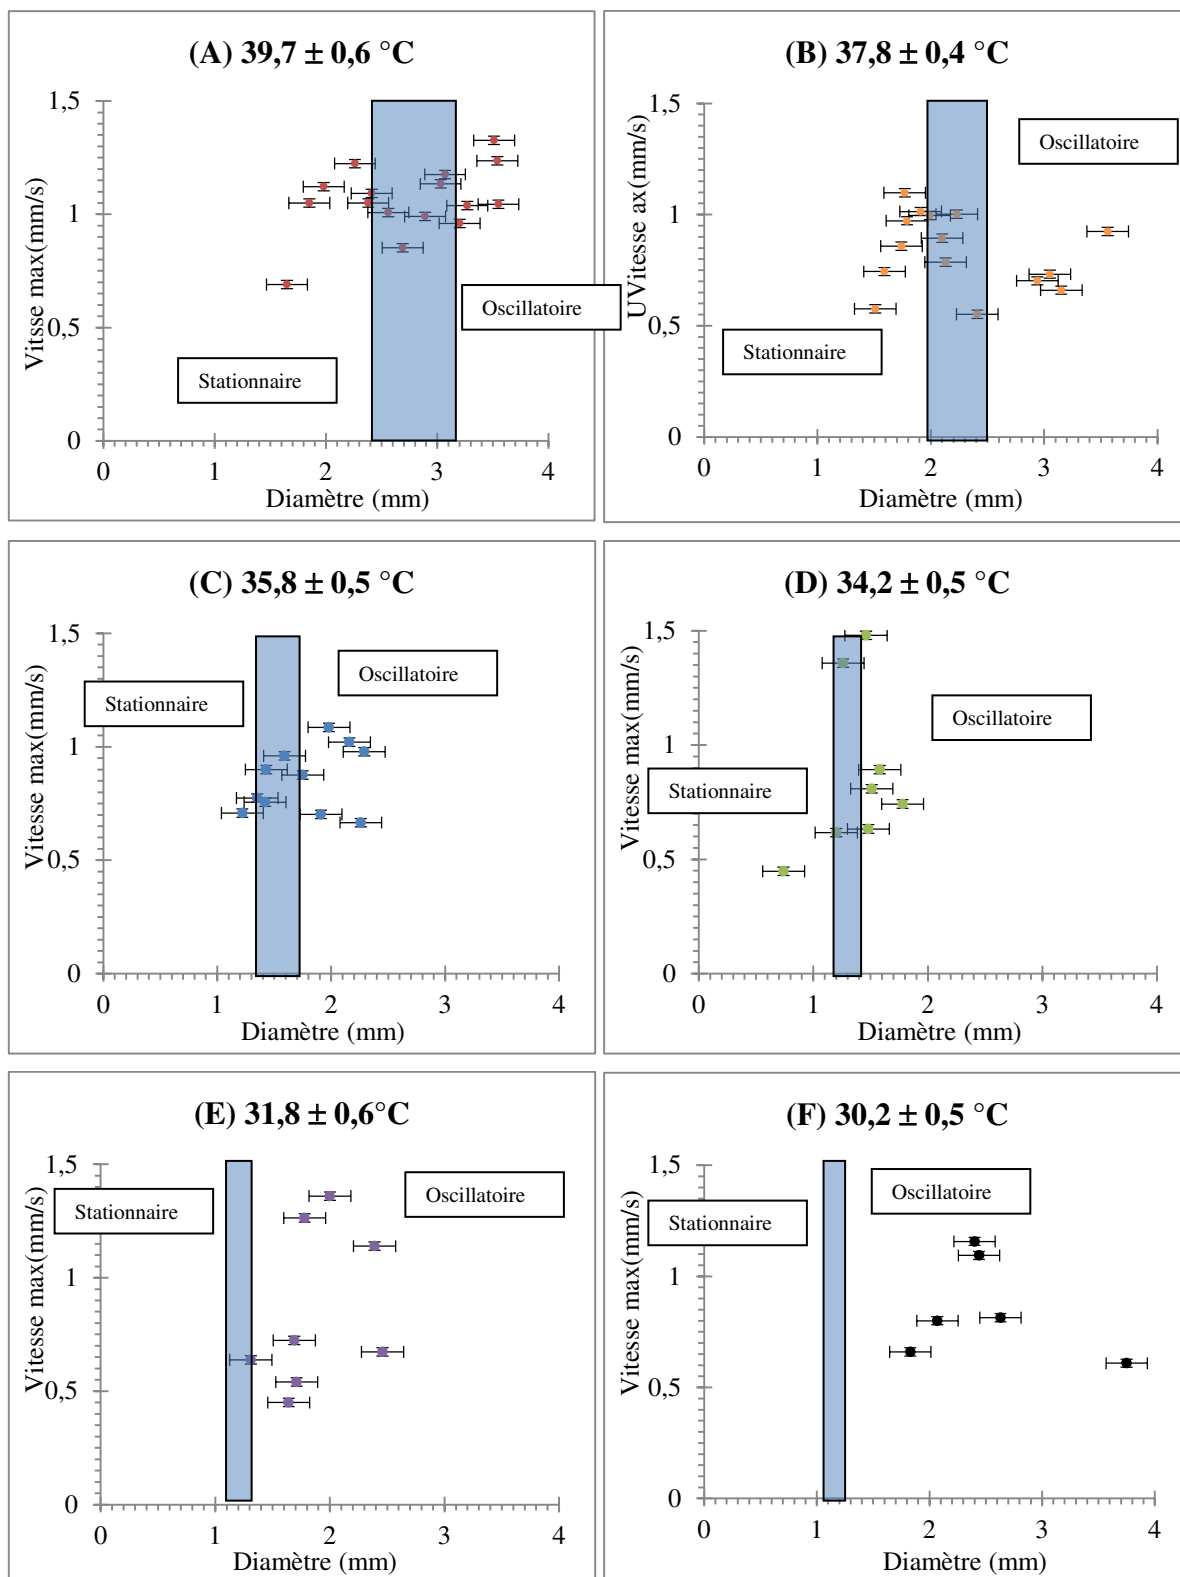 (A) 39,7 ± 0,6 °C
Vitsse max(mm/s)
1,5
1
0,5
0
Oscillatoire
Stationnaire
0 1 2 3 4
Diamètre (mm)
(B) 37,8 ± 0,4 °C
UVitesse ax(mm/s)
1,5
1
0,5
0
Oscillatoire
Stationnaire
0 1 2 3 4
Diamètre (mm)
(C) 35,8 ± 0,5 °C
Vitesse max(mm/s)
1,5
1
0,5
0
Oscillatoire
Stationnaire
0 1 2 3 4
Diamètre (mm)
(D) 34,2 ± 0,5 °C
Vitesse max(mm/s)
1,5
1
0,5
0
Oscillatoire
Stationnaire
0 1 2 3 4
Diamètre (mm)
(E) 31,8 ± 0,6°C
Vitesse max(mm/s)
1,5
1
0,5
0
Oscillatoire
Stationnaire
0 1 2 3 4
Diamètre (mm)
(F) 30,2 ± 0,5 °C
Vitesse max(mm/s)
1,5
1
0,5
0
Oscillatoire
Stationnaire
0 1 2 3 4
Diamètre (mm)